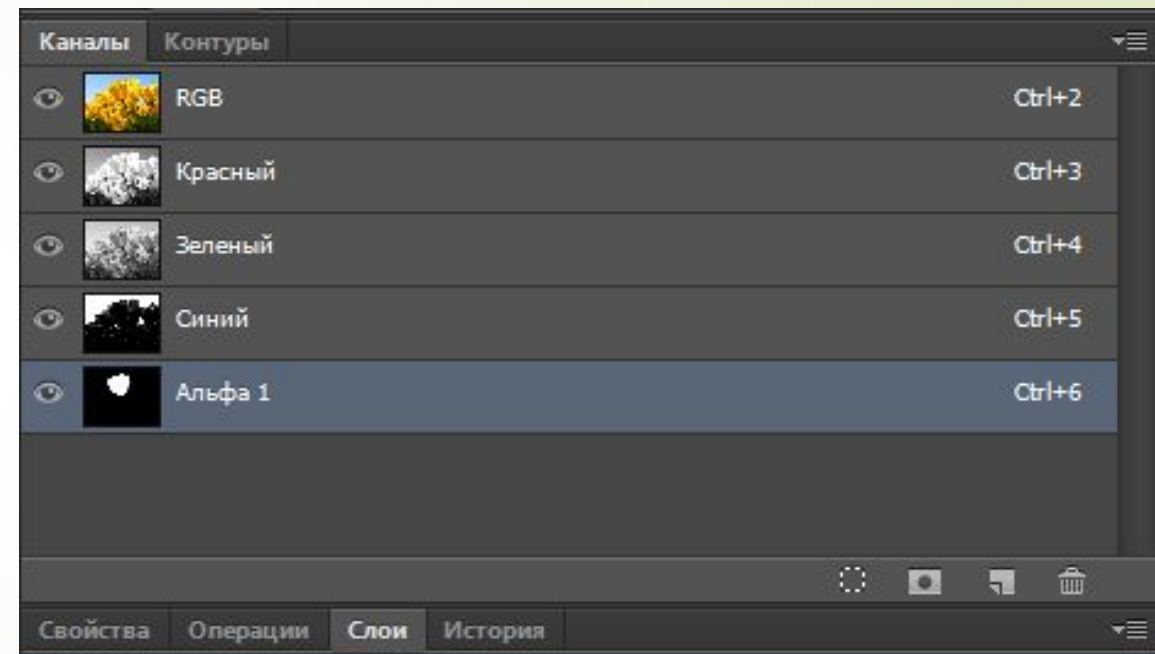 Каналы Контуры
RGB Ctrl+2
Красный Ctrl+3
Зеленый Ctrl+4
Синий Ctrl+5
Альфа 1 Ctrl+6
Свойства Операции Слои История